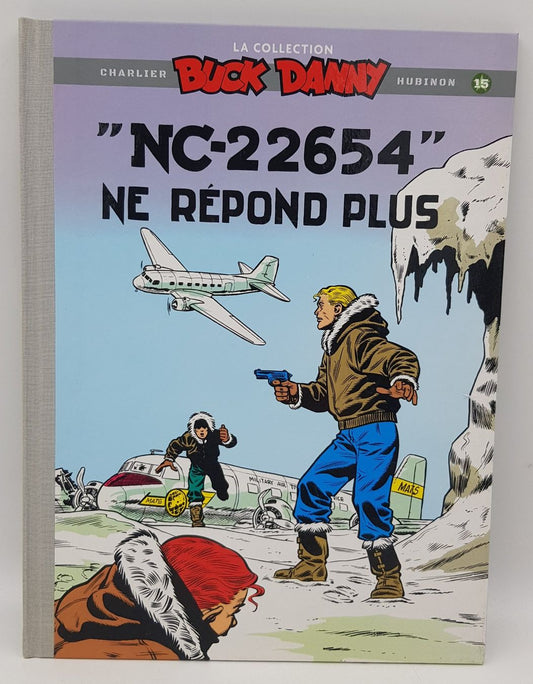 LA COLLECTION
CHARLIER BUCK DANNY HUBINON 15
"NC-22654"
NE RÉPOND PLUS
MILITARY AIR
MATS
MATS